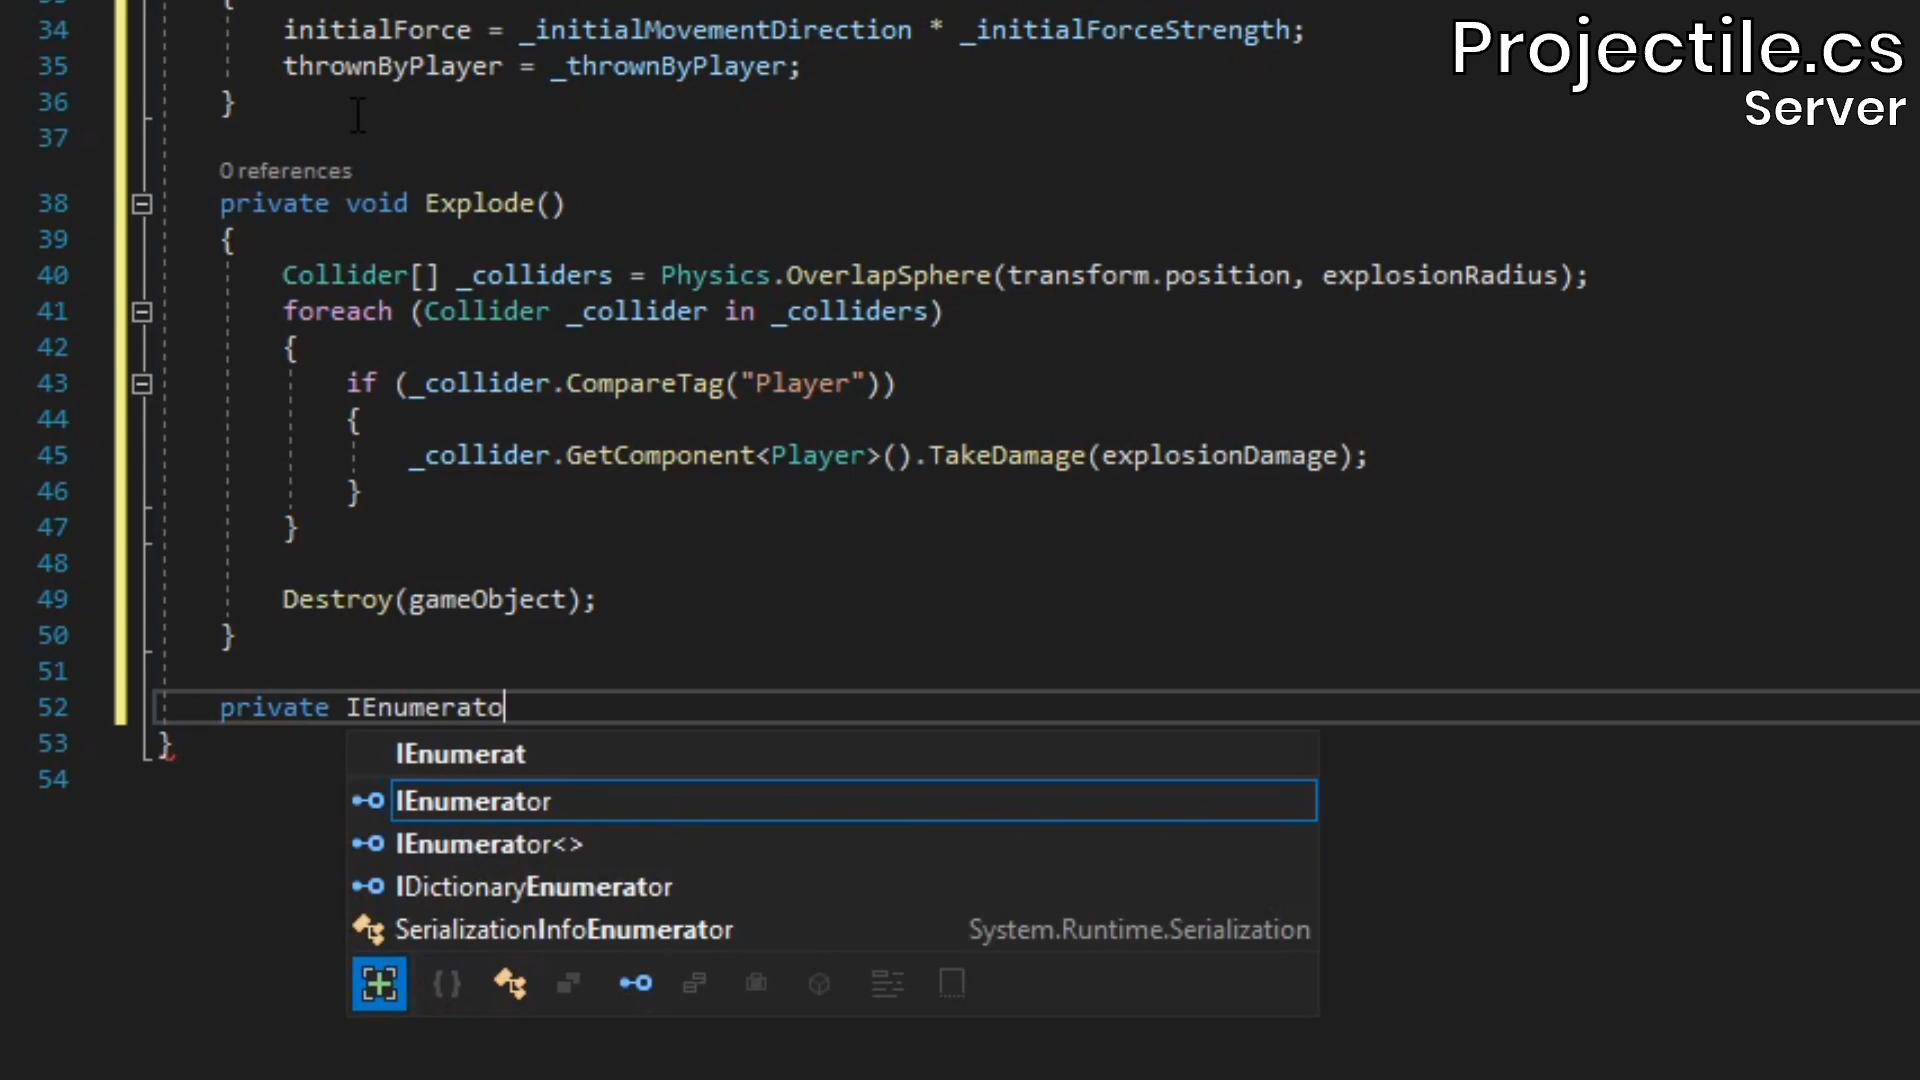 Projectile.cs
Server
34 initialForce = _initialMovementDirection * _initialForceStrength;
35 thrownByPlayer = _thrownByPlayer;
36 }
37
0 references
38 private void Explode()
39 {
40 Collider[] _colliders = Physics.OverlapSphere(transform.position, explosionRadius);
41 foreach (Collider _collider in _colliders)
42 {
43 if (_collider.CompareTag("Player"))
44 {
45 _collider.GetComponent<Player>().TakeDamage(explosionDamage);
46 }
47 }
48
49 Destroy(gameObject);
50 }
51
52 private IEnumerato
53 }
54
IEnumerat
IEnumerator
IEnumerator<>
IDictionaryEnumerator
SerializationInfoEnumerator System.Runtime.Serialization